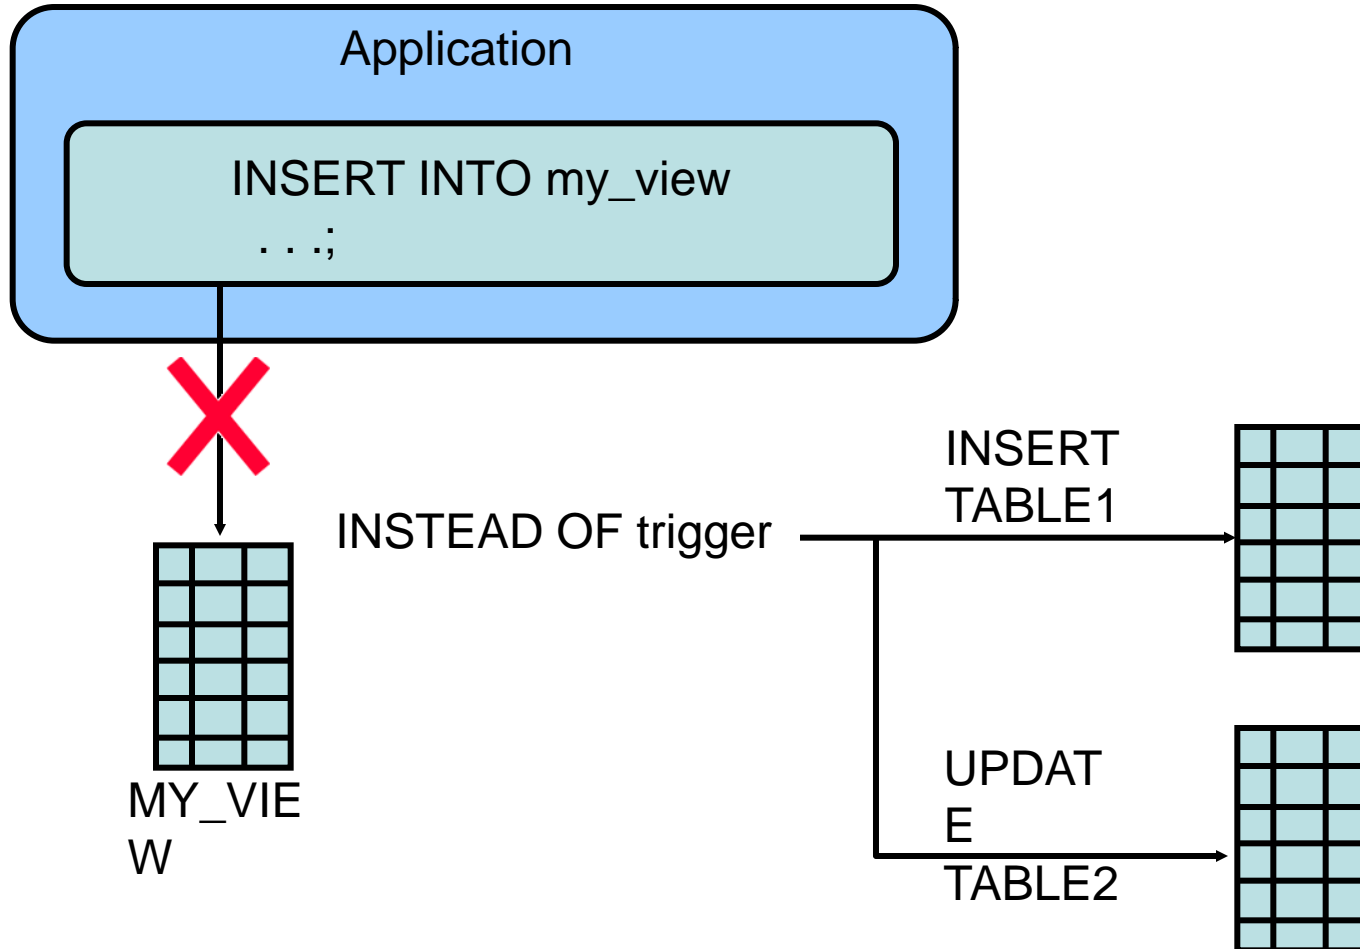 Application
INSERT INTO my_view
. . .;
INSERT
TABLE1
INSTEAD OF trigger
MY_VIE
W
UPDAT
E
TABLE2